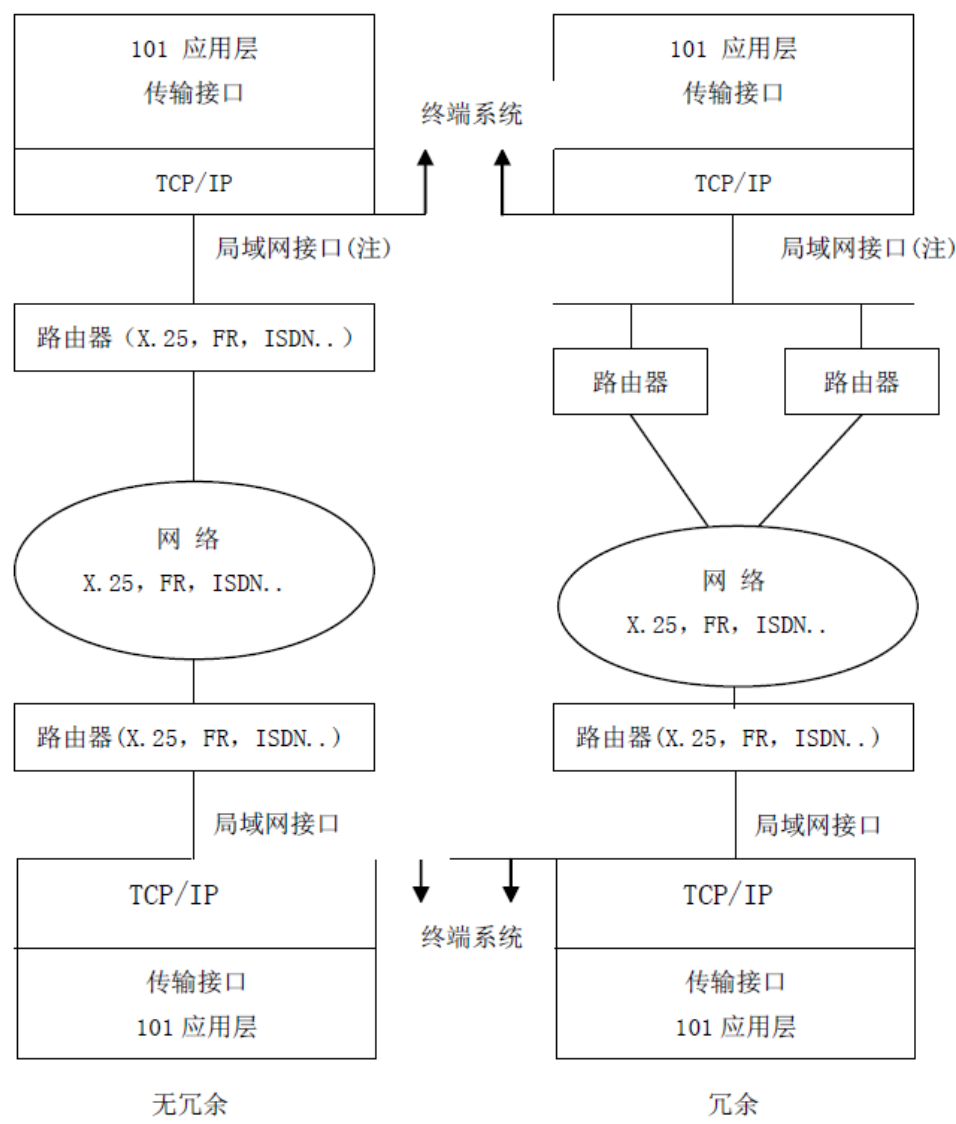 101 应用层
传输接口
TCP/IP
终端系统
101 应用层
传输接口
TCP/IP
局域网接口(注)
局域网接口(注)
路由器（X.25，FR，ISDN..）
路由器
路由器
网 络
X.25，FR，ISDN..
网 络
X.25，FR，ISDN..
路由器(X.25，FR，ISDN..)
路由器(X.25，FR，ISDN..)
局域网接口
局域网接口
TCP/IP
传输接口
101 应用层
终端系统
TCP/IP
传输接口
101 应用层
无冗余
冗余